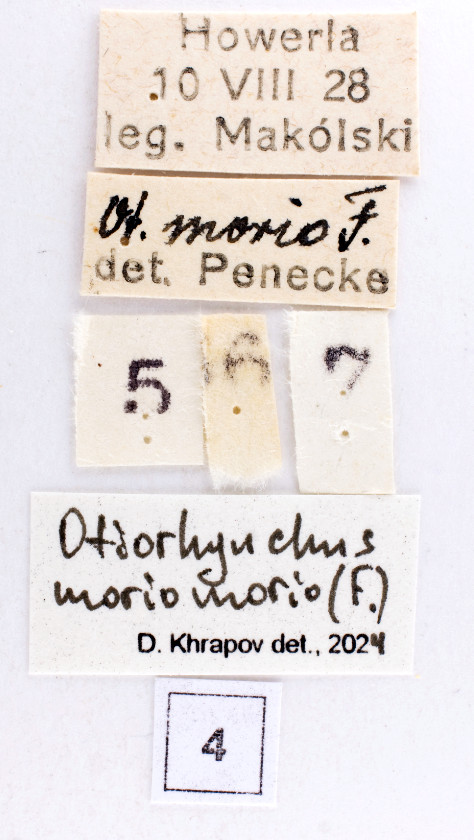 Howerla
10 VIII 28
leg. Makólski
Ot. morio F.
det. Penecke
5
7
Otiorhynchus
morio morio (F.)
D. Khrapov det., 2024
4